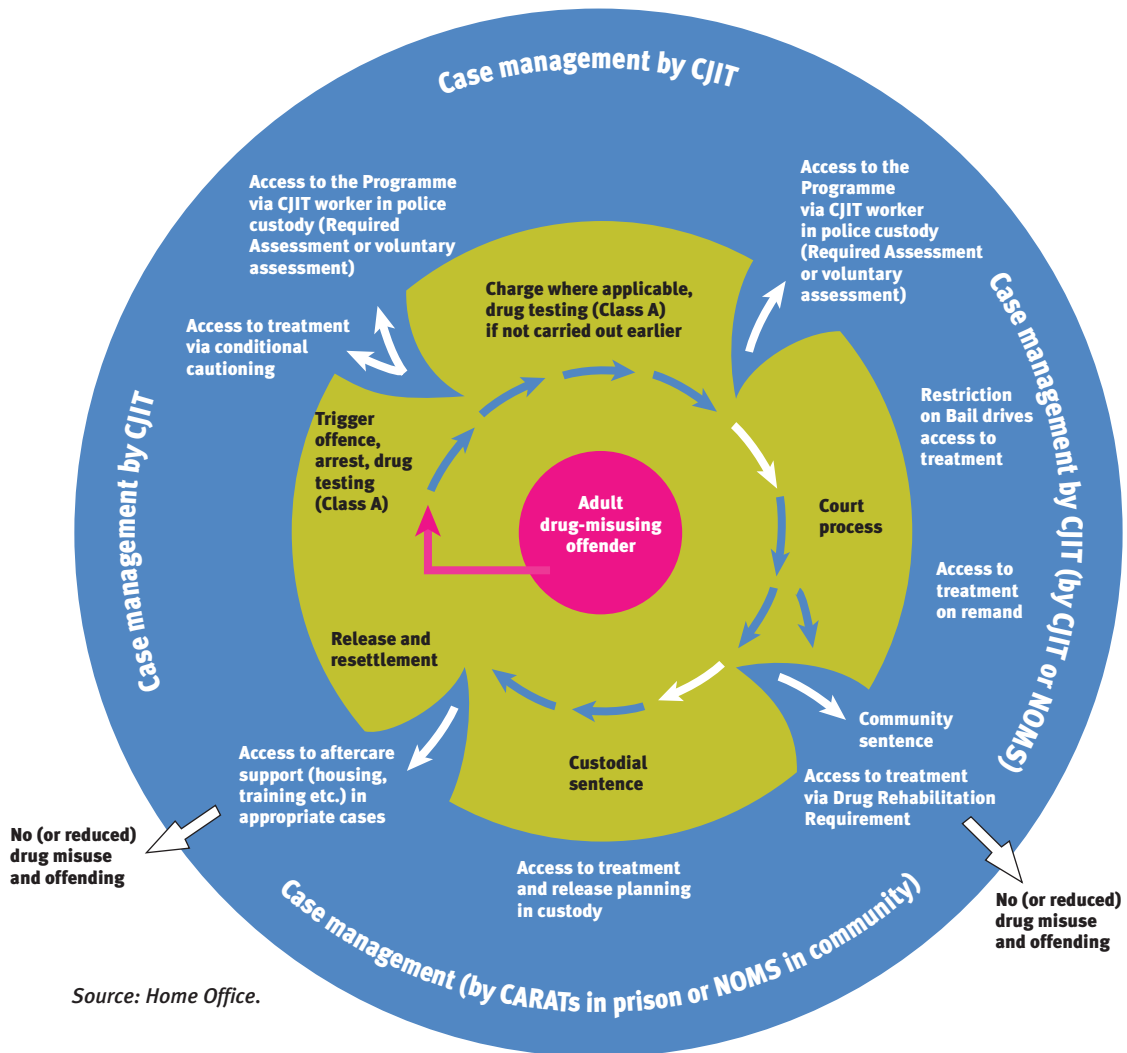 Case management by CJIT
Access to the Programme
via CJIT worker in police
custody (Required
Assessment or voluntary
assessment)
Access to the
Programme
via CJIT worker
in police custody
(Required Assessment
or voluntary
assessment)
Charge where applicable,
drug testing (Class A)
if not carried out earlier
Access to treatment
via conditional
cautioning
Case management by CJIT
Trigger
offence,
arrest, drug
testing
(Class A)
Adult
drug-misusing
offender
Court
process
Restriction
on Bail drives
access to
treatment
Access to
treatment
on remand
Case management by CJIT (by CJIT or NOMS)
Release and
resettlement
Custodial
sentence
Community
sentence
Access to treatment
via Drug Rehabilitation
Requirement
Access to aftercare
support (housing,
training etc.) in
appropriate cases
No (or reduced)
drug misuse
and offending
Access to treatment
and release planning
in custody
No (or reduced)
drug misuse
and offending
Case management (by CARATs in prison or NOMS in community)
Source: Home Office.